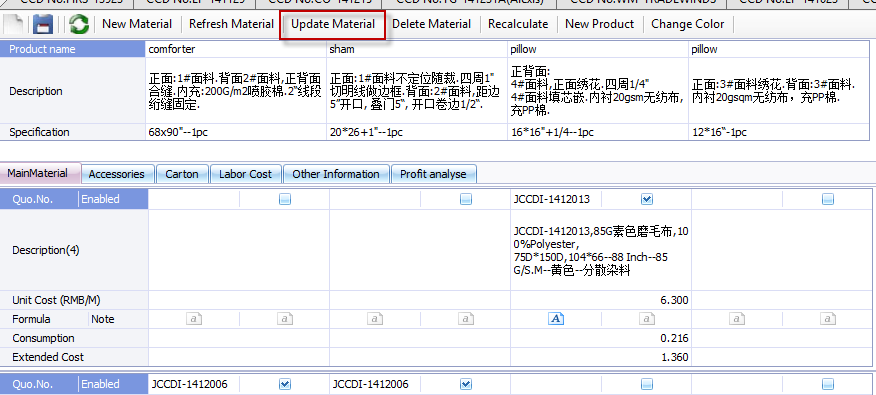 New Material Refresh Material Update Material Delete Material Recalculate New Product Change Color
Product name comforter sham pillow pillow
Description
正面:1#面料.背面2#面料,正背面
合缝.内充:200G/m2喷胶棉.2“线段
绗缝固定.
正面:1#面料不定位随裁.四周1"
切明线做边框.背面:2#面料,距边
5"开口, 叠门5“, 开口卷边1/2“.
正背面:
4#面料,正面绣花.四周1/4"
4#面料填芯嵌.内衬20gsm无纺布,
充PP棉.
正面:3#面料绣花.背面:3#面料.
内衬20gsqm无纺布，充PP棉.
Specification 68x90"--1pc 20*26+1"--1pc 16*16"+1/4--1pc 12*16“-1pc
MainMaterial Accessories Carton Labor Cost Other Information Profit analyse
Quo.No. Enabled JCCDI-1412013
Description(4)
JCCDI-1412013,85G素色磨毛布,10
0%Polyester,
75D*150D,104*66--88 Inch--85
G/S.M--黄色--分散染料
Unit Cost (RMB/M) 6.300
Formula Note a a a a A a a a
Consumption 0.216
Extended Cost 1.360
Quo.No. Enabled JCCDI-1412006 JCCDI-1412006